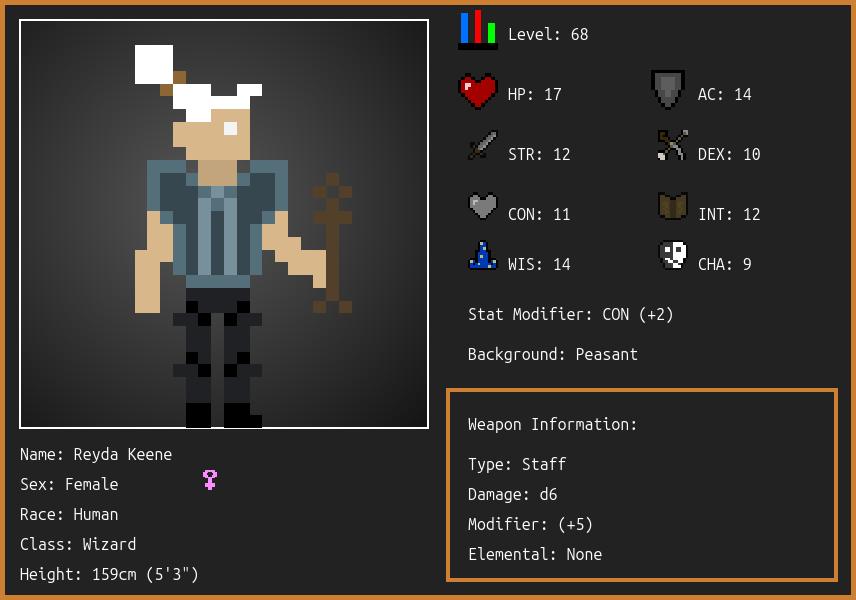 Level: 68
HP: 17
AC: 14
STR: 12
DEX: 10
CON: 11
INT: 12
WIS: 14
CHA: 9
Stat Modifier: CON (+2)
Background: Peasant
Weapon Information:
Type: Staff
Damage: d6
Modifier: (+5)
Elemental: None
Name: Reyda Keene
Sex: Female
Race: Human
Class: Wizard
Height: 159cm (5'3")